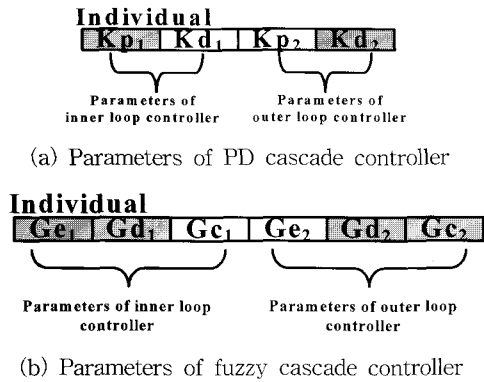 Individual
Kp₁ Kd₁ Kp₂ Kd₂
Parameters of inner loop controller
Parameters of outer loop controller
(a) Parameters of PD cascade controller
Individual
Ge₁ Gd₁ Gc₁ Ge₂ Gd₂ Gc₂
Parameters of inner loop controller
Parameters of outer loop controller
(b) Parameters of fuzzy cascade controller